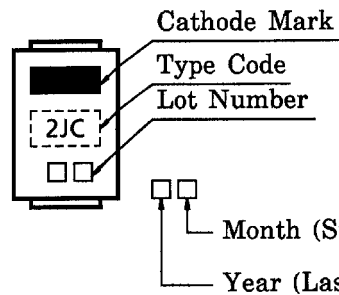 Cathode Mark
Type Code
2JC
Lot Number
Month (S
Year (Las